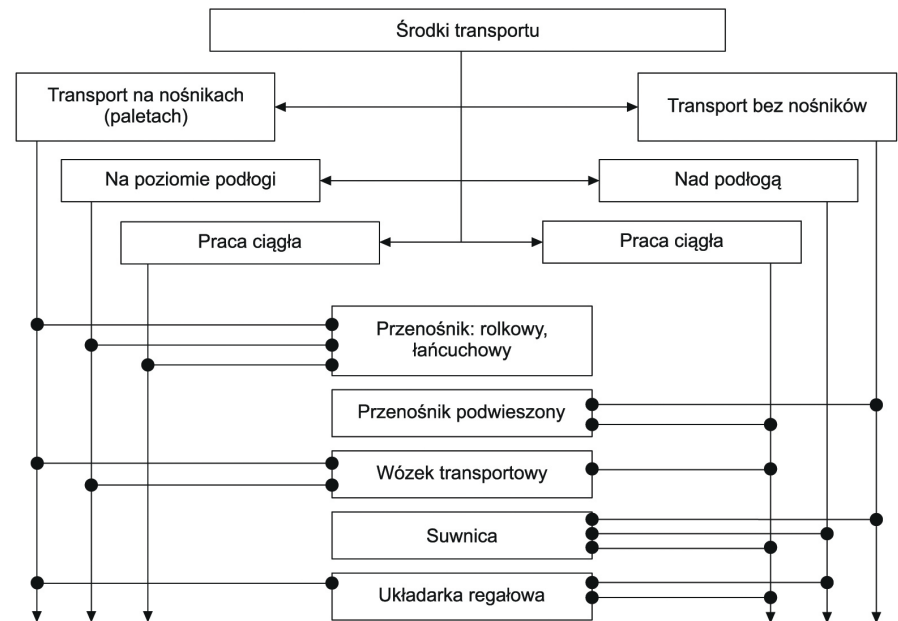 Środki transportu
Transport na nośnikach
(paletach)
Transport bez nośników
Na poziomie podłogi
Nad podłogą
Praca ciągła
Praca ciągła
Przenośnik: rolkowy,
łańcuchowy
Przenośnik podwieszony
Wózek transportowy
Suwnica
Układarka regałowa